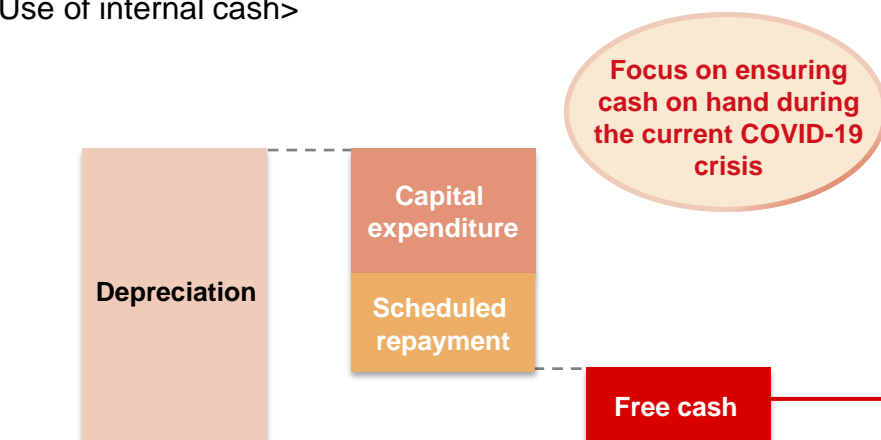 Use of internal cash>
Focus on ensuring
cash on hand during
the current COVID-19
crisis
Capital
expenditure
Depreciation
Scheduled
repayment
Free cash